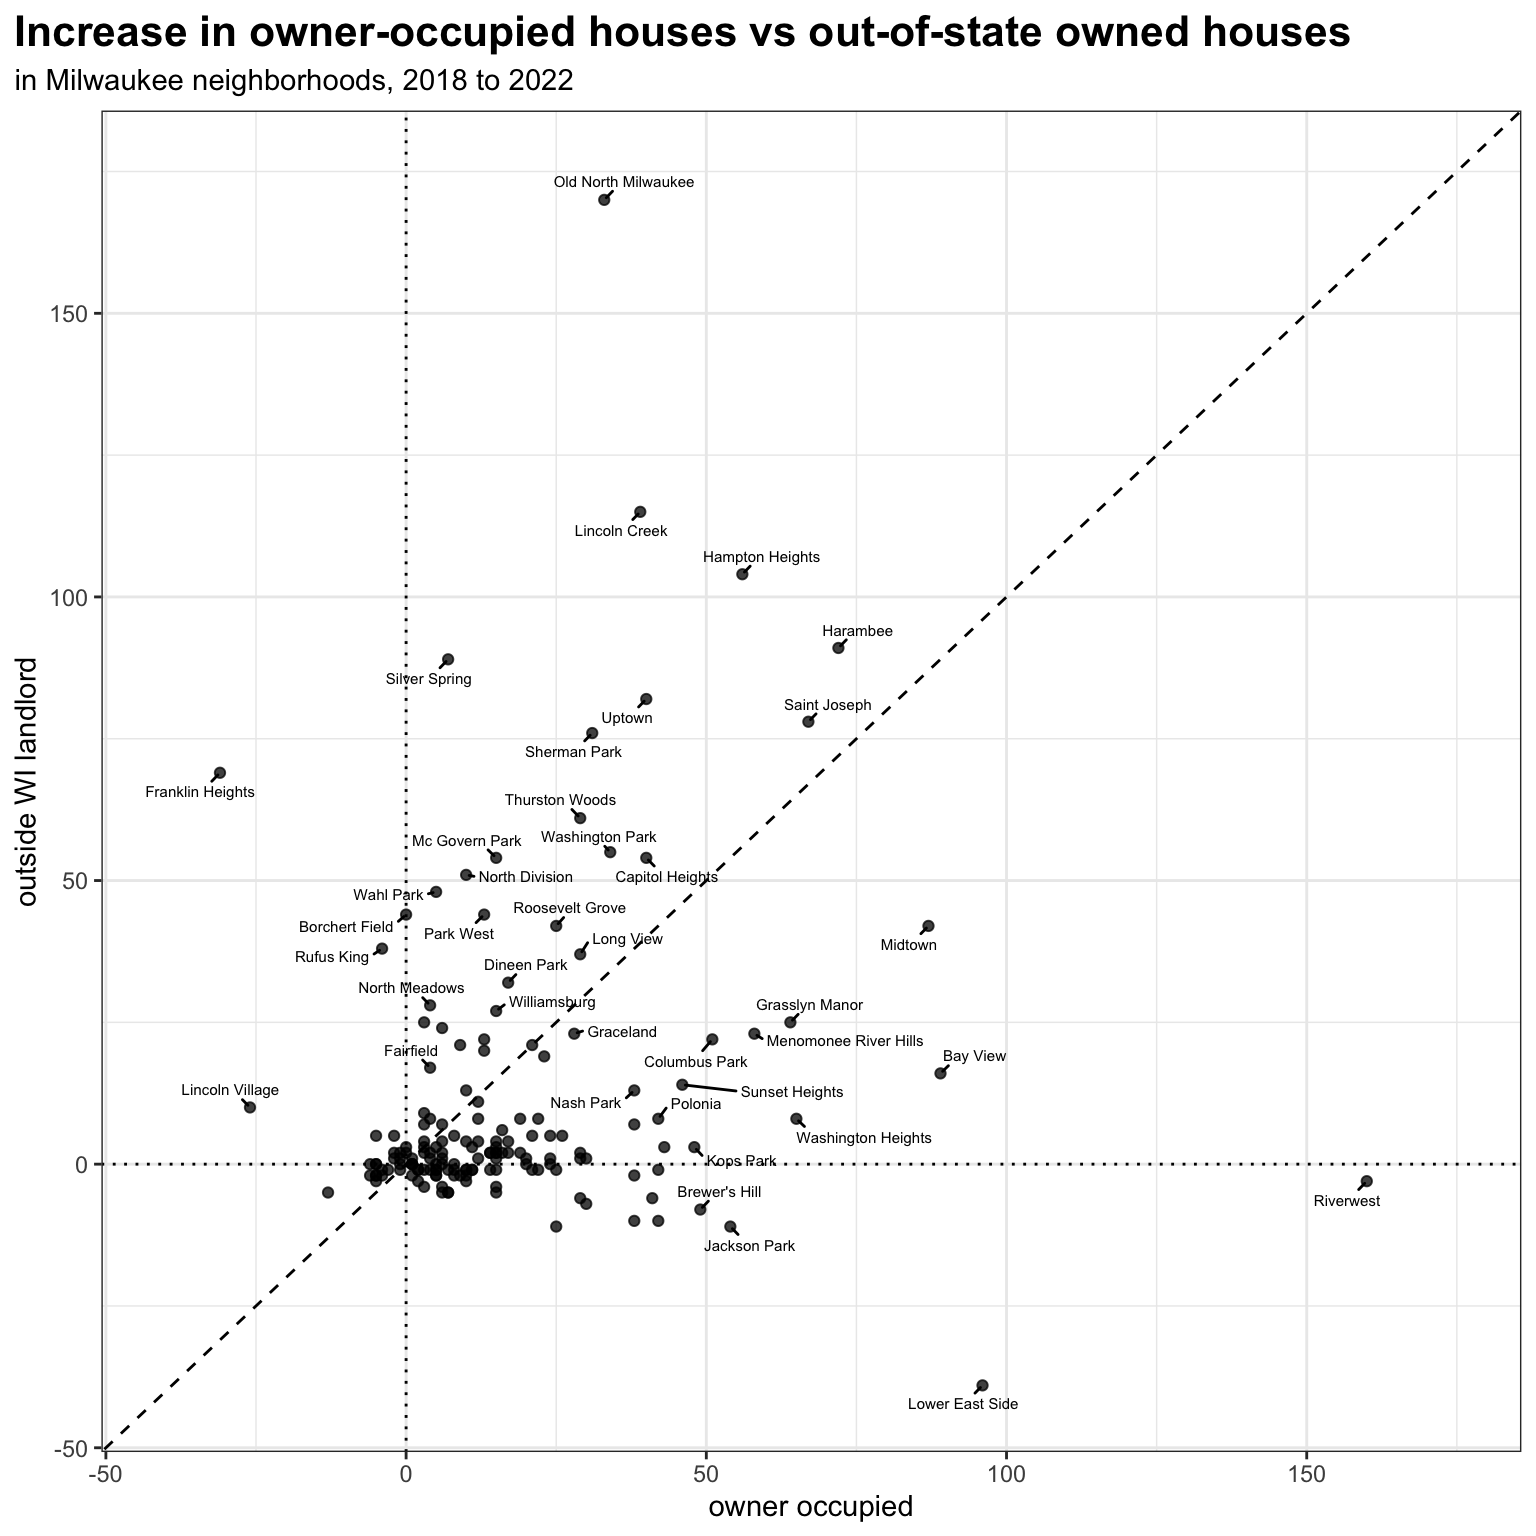 Increase in owner-occupied houses vs out-of-state owned houses
in Milwaukee neighborhoods, 2018 to 2022
Old North Milwaukee
150
Lincoln Creek
Hampton Heights
100
Harambee
Silver Spring
Saint Joseph
Uptown
Sherman Park
Franklin Heights
Thurston Woods
Washington Park
Mc Govern Park
Capitol Heights
North Division
50
Wahl Park
Roosevelt Grove
Borchert Field
Park West
Long View
Midtown
Rufus King
Dineen Park
North Meadows
Williamsburg
Grasslyn Manor
Graceland
Menomonee River Hills
Fairfield
Columbus Park
Bay View
Lincoln Village
Sunset Heights
Nash Park
Polonia
Washington Heights
Kops Park
0
Brewer's Hill
Riverwest
Jackson Park
Lower East Side
-50
outside WI landlord
-50
0
50
100
150
owner occupied